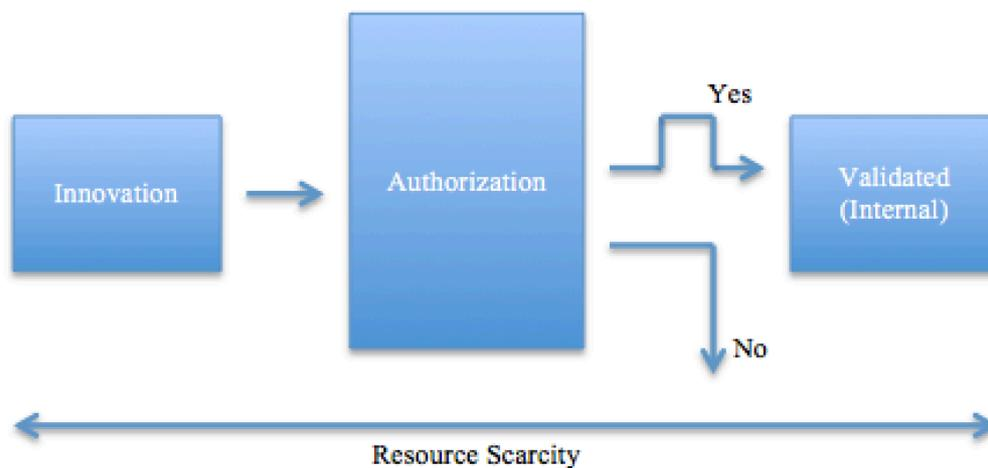 Innovation
Authorization
Yes
No
Validated
(Internal)
Resource Scarcity